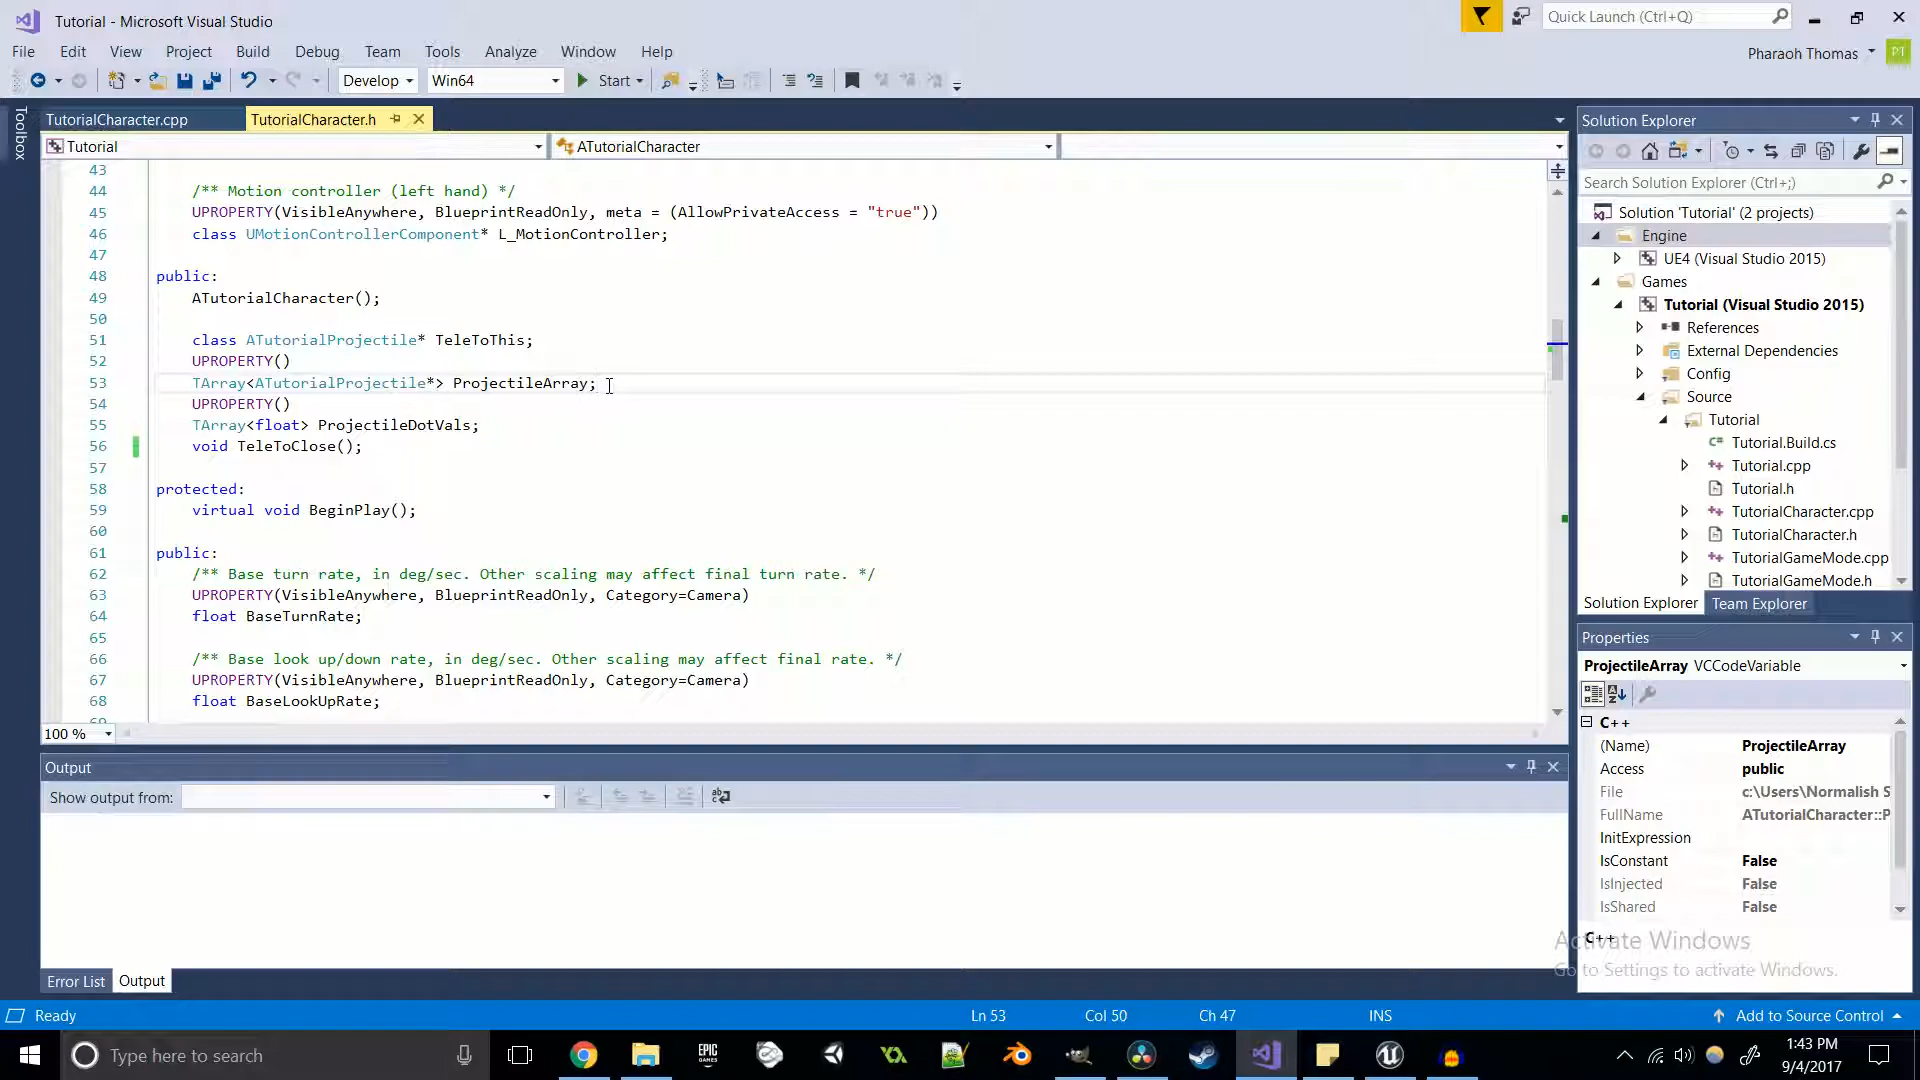 Tutorial - Microsoft Visual Studio
Quick Launch (Ctrl+Q)
File Edit View Project Build Debug Team Tools Analyze Window Help
Pharaoh Thomas
PT
Develop Win64 Start
Toolbox
TutorialCharacter.cpp TutorialCharacter.h
Tutorial ATutorialCharacter
43
44 /** Motion controller (left hand) */
45 UPROPERTY(VisibleAnywhere, BlueprintReadOnly, meta = (AllowPrivateAccess = "true"))
46 class UMotionControllerComponent* L_MotionController;
47
48 public:
49 ATutorialCharacter();
50
51 class ATutorialProjectile* TeleToThis;
52 UPROPERTY()
53 TArray<ATutorialProjectile*> ProjectileArray;
54 UPROPERTY()
55 TArray<float> ProjectileDotVals;
56 void TeleToClose();
57
58 protected:
59 virtual void BeginPlay();
60
61 public:
62 /** Base turn rate, in deg/sec. Other scaling may affect final turn rate. */
63 UPROPERTY(VisibleAnywhere, BlueprintReadOnly, Category=Camera)
64 float BaseTurnRate;
65
66 /** Base look up/down rate, in deg/sec. Other scaling may affect final rate. */
67 UPROPERTY(VisibleAnywhere, BlueprintReadOnly, Category=Camera)
68 float BaseLookUpRate;
69
100 %
Output
Show output from:
Error List Output
Solution Explorer
Search Solution Explorer (Ctrl+;)
Solution 'Tutorial' (2 projects)
Engine
UE4 (Visual Studio 2015)
Games
Tutorial (Visual Studio 2015)
References
External Dependencies
Config
Source
Tutorial
Tutorial.Build.cs
Tutorial.cpp
Tutorial.h
TutorialCharacter.cpp
TutorialCharacter.h
TutorialGameMode.cpp
TutorialGameMode.h
Solution Explorer Team Explorer
Properties
ProjectileArray VCCodeVariable
C++
(Name) ProjectileArray
Access public
File c:\Users\Normalish S
FullName ATutorialCharacter::P
InitExpression
IsConstant False
IsInjected False
IsShared False
C++
Activate Windows
Go to Settings to activate Windows.
Ready Ln 53 Col 50 Ch 47 INS Add to Source Control
Type here to search
EPIC GAMES
1:43 PM
9/4/2017